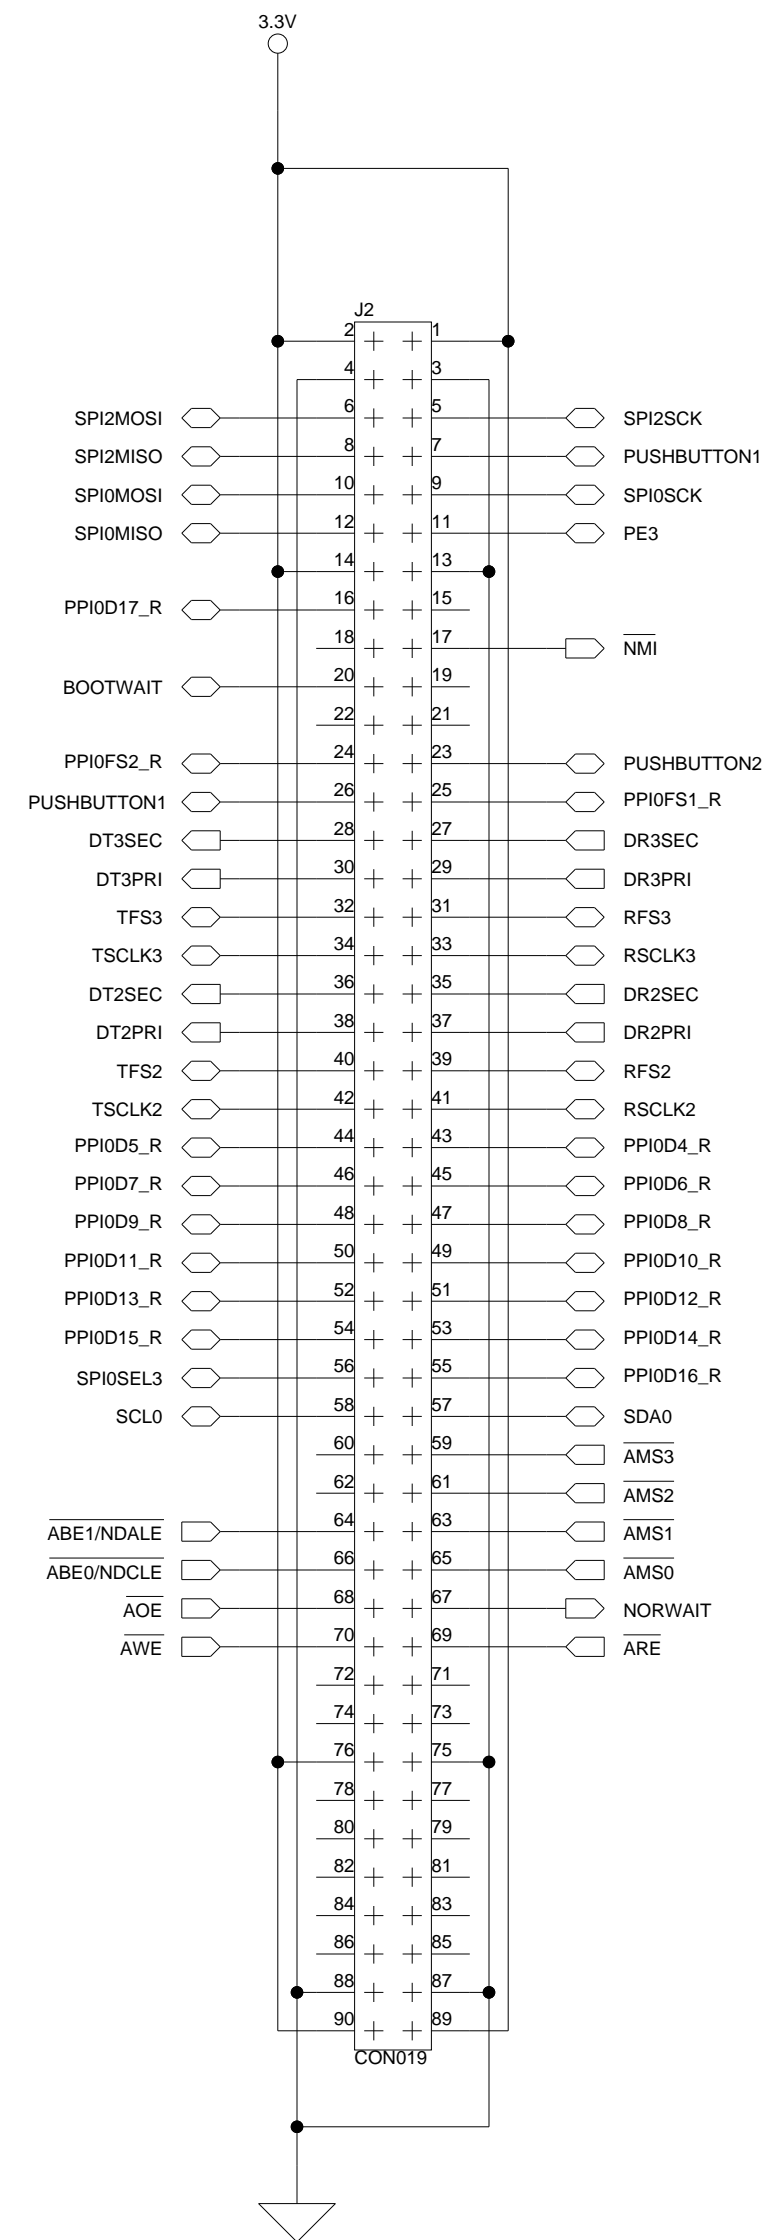 3.3V
J2
2 1
4 3
SPI2MOSI 6 5 SPI2SCK
SPI2MISO 8 7 PUSHBUTTON1
SPI0MOSI 10 9 SPI0SCK
SPI0MISO 12 11 PE3
14 13
PPI0D17_R 16 15
18 17 NMI
BOOTWAIT 20 19
22 21
PPI0FS2_R 24 23 PUSHBUTTON2
PUSHBUTTON1 26 25 PPI0FS1_R
DT3SEC 28 27 DR3SEC
DT3PRI 30 29 DR3PRI
TFS3 32 31 RFS3
TSCLK3 34 33 RSCLK3
DT2SEC 36 35 DR2SEC
DT2PRI 38 37 DR2PRI
TFS2 40 39 RFS2
TSCLK2 42 41 RSCLK2
PPI0D5_R 44 43 PPI0D4_R
PPI0D7_R 46 45 PPI0D6_R
PPI0D9_R 48 47 PPI0D8_R
PPI0D11_R 50 49 PPI0D10_R
PPI0D13_R 52 51 PPI0D12_R
PPI0D15_R 54 53 PPI0D14_R
SPI0SEL3 56 55 PPI0D16_R
SCL0 58 57 SDA0
60 59 AMS3
62 61 AMS2
ABE1/NDALE 64 63 AMS1
ABE0/NDCLE 66 65 AMS0
AOE 68 67 NORWAIT
AWE 70 69 ARE
72 71
74 73
76 75
78 77
80 79
82 81
84 83
86 85
88 87
90 89
CON019